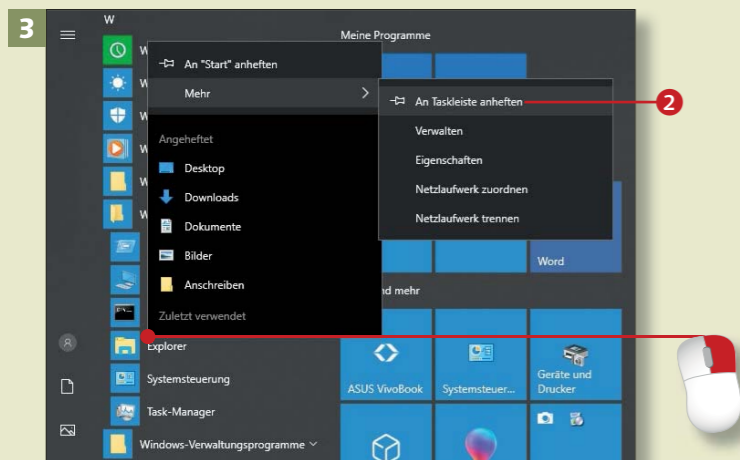 3
W
Meine Programme
W
An "Start" anheften
W
Mehr
An Taskleiste anheften
2
W
Verwalten
W
Angeheftet
Eigenschaften
W
Desktop
Netzlaufwerk zuordnen
W
Downloads
Netzlaufwerk trennen
Dokumente
Bilder
Word
Anschreiben
nd mehr
Zuletzt verwendet
Explorer
Systemsteuerung
ASUS VivoBook
Systemsteuer...
Geräte und
Drucker
Task-Manager
Windows-Verwaltungsprogramme